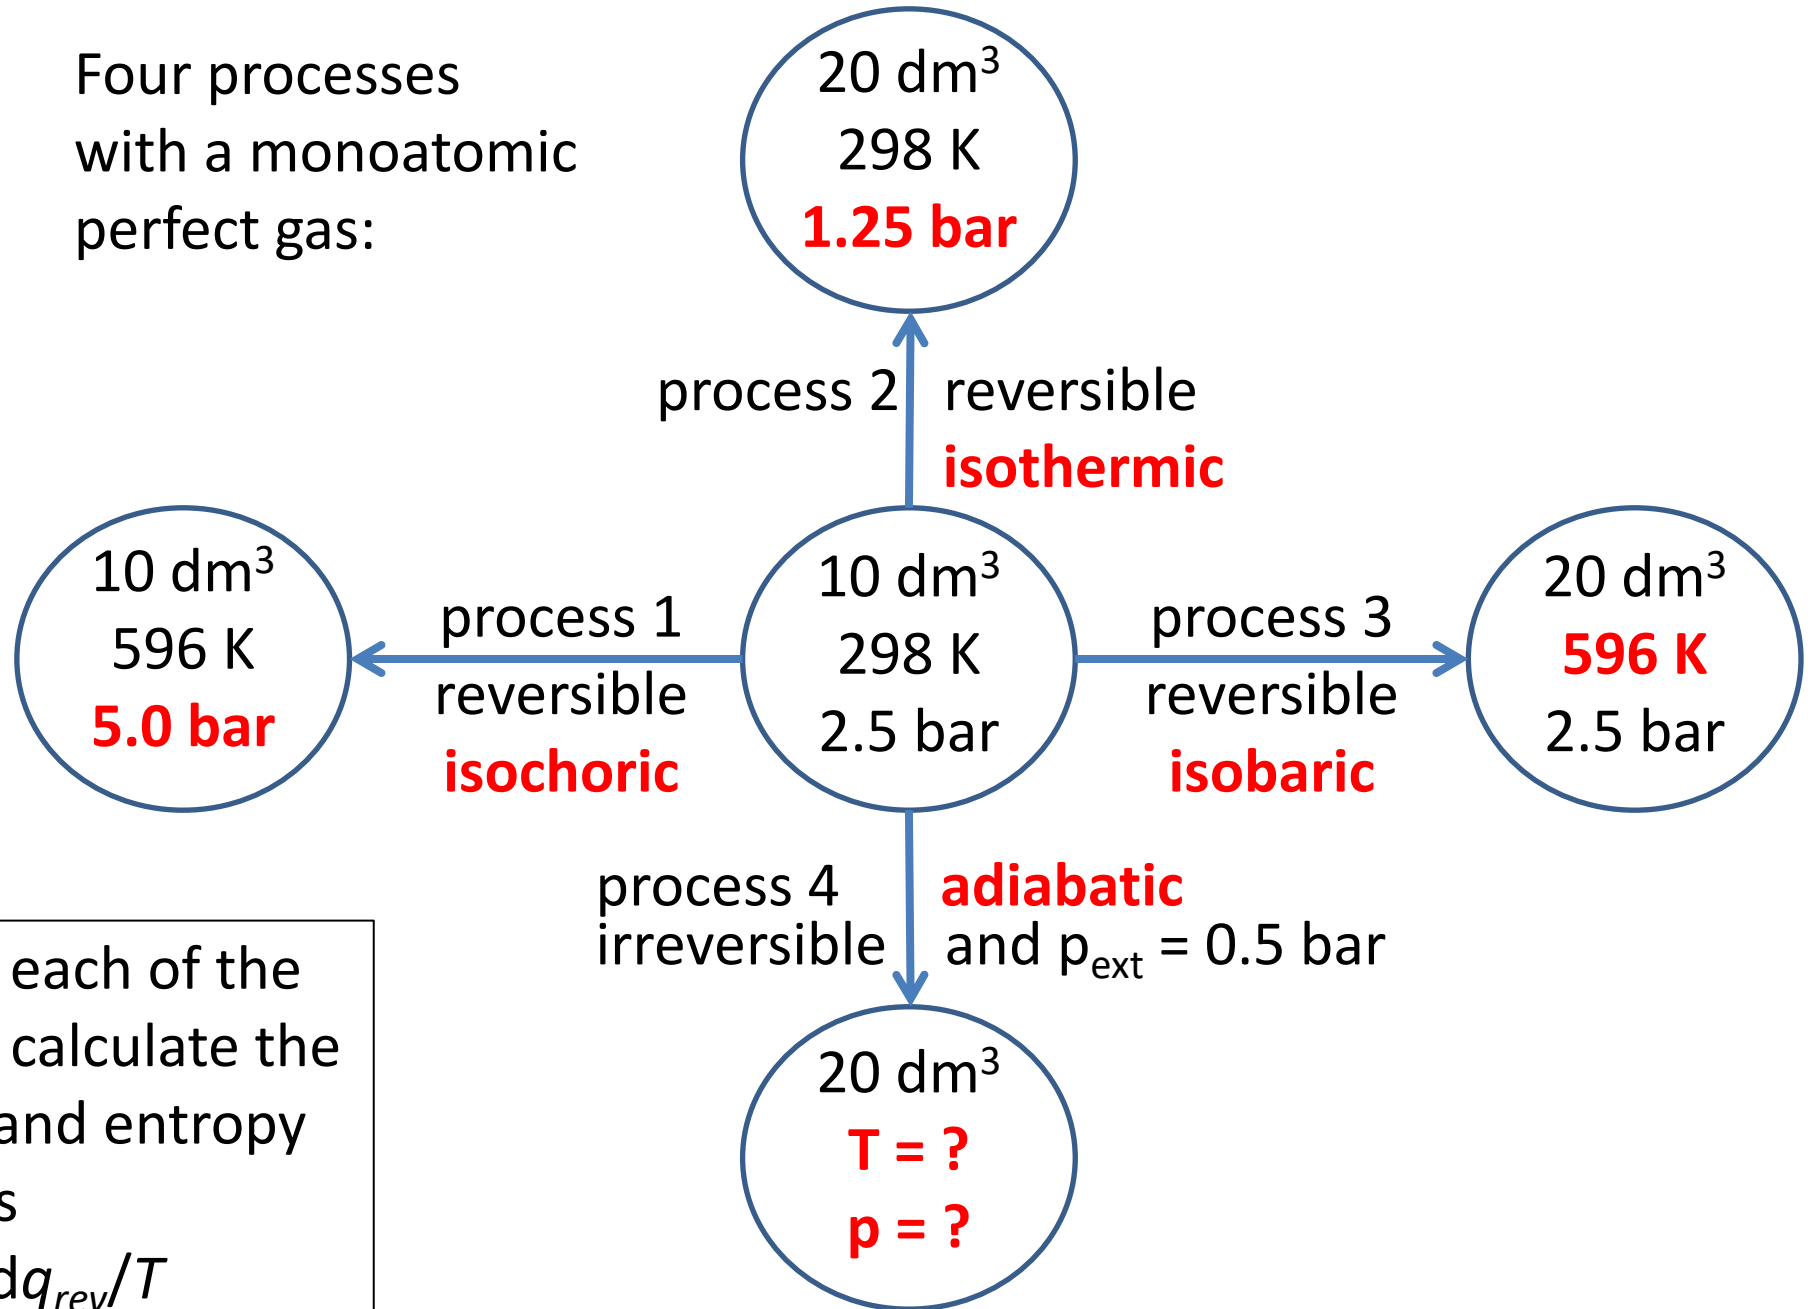 Four processes
with a monoatomic
perfect gas:
20 dm³
298 K
1.25 bar
process 2 reversible
isothermic
10 dm³
596 K
5.0 bar
process 1
reversible
isochoric
10 dm³
298 K
2.5 bar
process 3
reversible
isobaric
20 dm³
596 K
2.5 bar
process 4 adiabatic
irreversible and pₑₓₜ = 0.5 bar
20 dm³
T = ?
p = ?
each of the
calculate the
and entropy
s
dq_rev/T